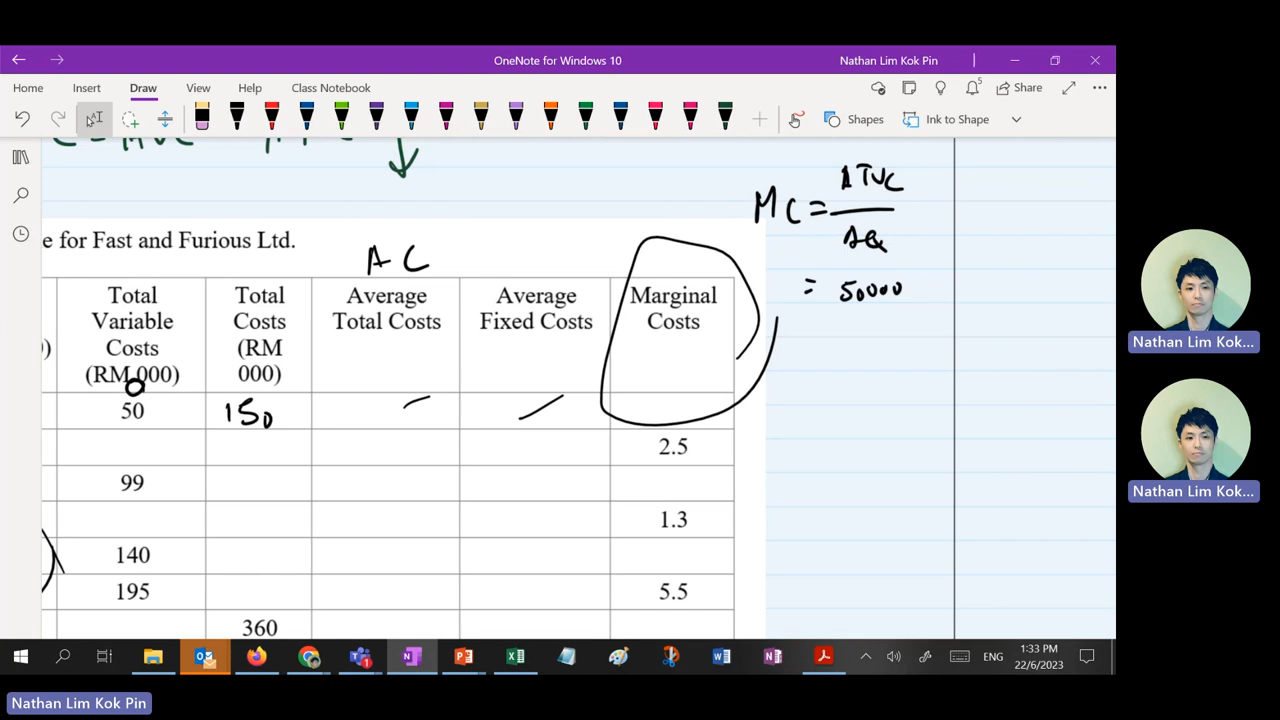 OneNote for Windows 10
Nathan Lim Kok Pin
Home Insert Draw View Help Class Notebook
5
Share
Shapes
Ink to Shape
MC = ΔTVC
ΔQ
= 50000
e for Fast and Furious Ltd.
AC
Total Variable Costs (RM 000)
Total Costs (RM 000)
Average Total Costs
Average Fixed Costs
Marginal Costs
0
50 150
2.5
99
1.3
140
195 5.5
360
Nathan Lim Kok...
Nathan Lim Kok...
1
ENG
1:33 PM
22/6/2023
Nathan Lim Kok Pin